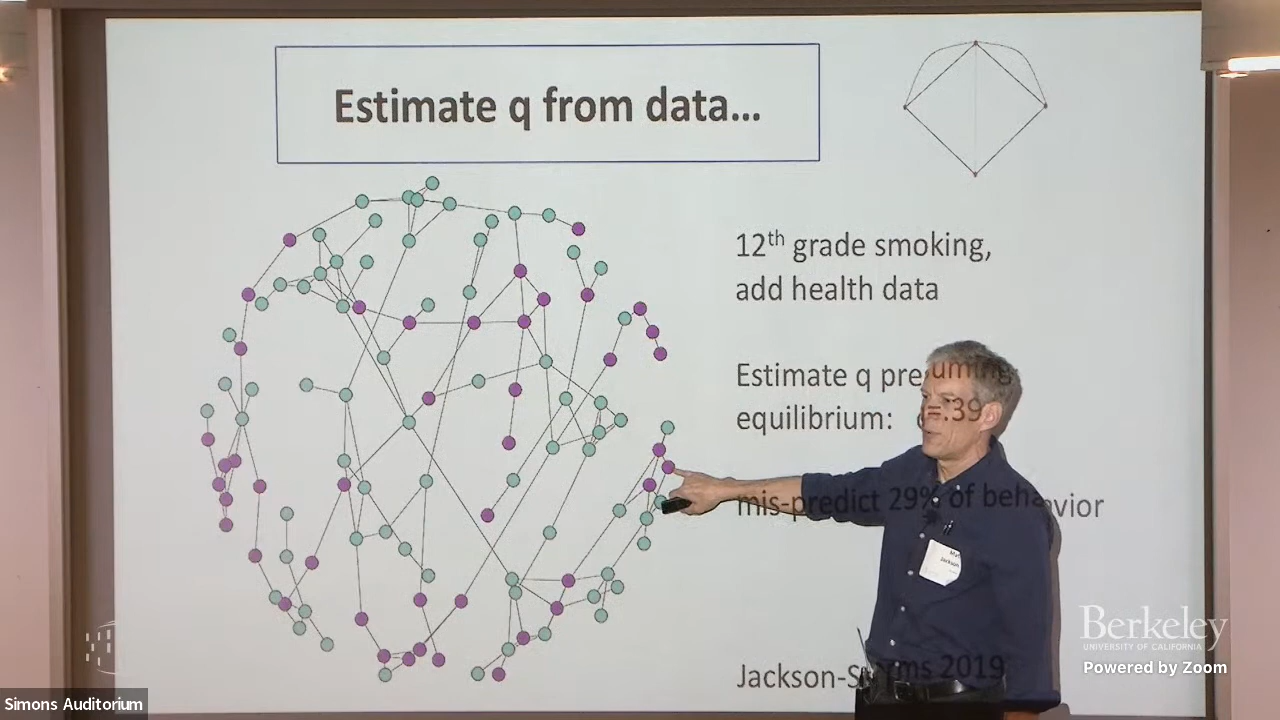 Estimate q from data...
12th grade smoking,
add health data
Estimate q presuming
equilibrium: q=.39
mis-predict 29% of behavior
Jackson-Storms 2019
Jackson
Berkeley
UNIVERSITY OF CALIFORNIA
Powered by Zoom
Simons Auditorium